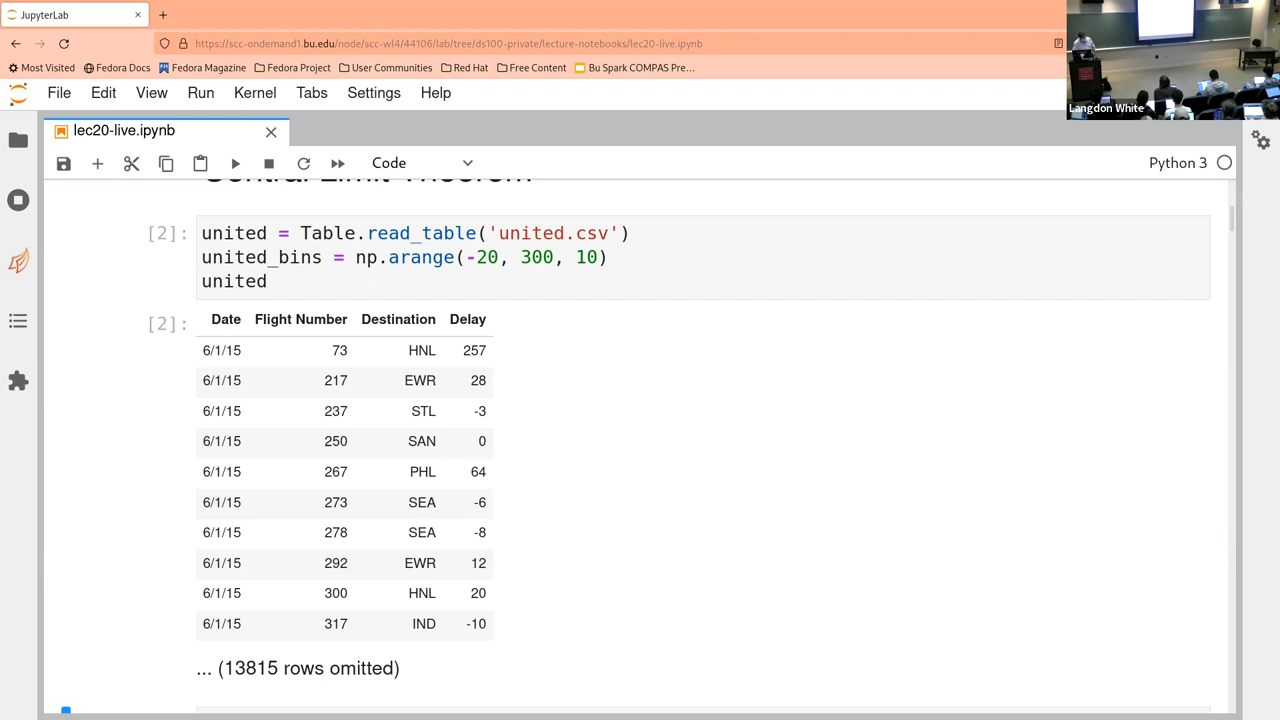 JupyterLab
https://scc-ondemand1.bu.edu/node/scc-wl4/44106/lab/tree/ds100-private/lecture-notebooks/lec20-live.ipynb
Most Visited Fedora Docs Fedora Magazine Fedora Project User Communities Red Hat Free Content Bu Spark COMPAS Pre...
Langdon White
File Edit View Run Kernel Tabs Settings Help
lec20-live.ipynb
Code Python 3
Central Limit Theorem
[2]: united = Table.read_table('united.csv')
united_bins = np.arange(-20, 300, 10)
united
[2]: Date Flight Number Destination Delay
6/1/15 73 HNL 257
6/1/15 217 EWR 28
6/1/15 237 STL -3
6/1/15 250 SAN 0
6/1/15 267 PHL 64
6/1/15 273 SEA -6
6/1/15 278 SEA -8
6/1/15 292 EWR 12
6/1/15 300 HNL 20
6/1/15 317 IND -10
... (13815 rows omitted)